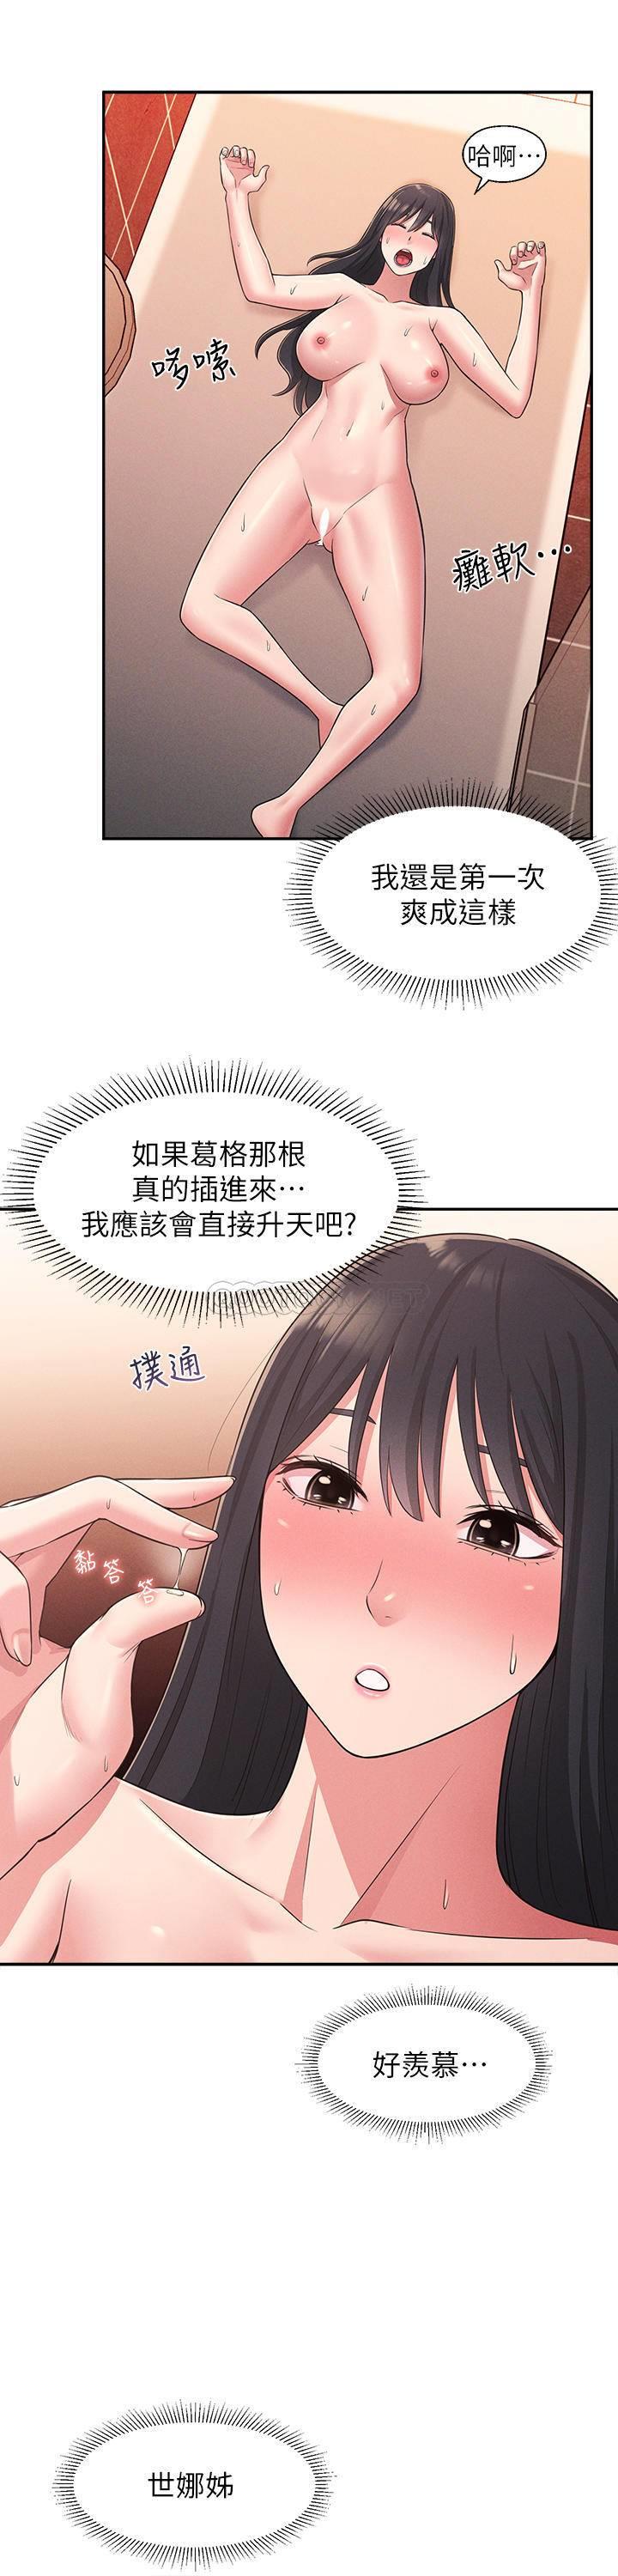 哈啊…
哆嗦
癱軟…
我還是第一次
爽成這樣
如果葛格那根
真的插進來…
我應該會直接升天吧?
撲通
黏答答
好羨慕…
世娜姊